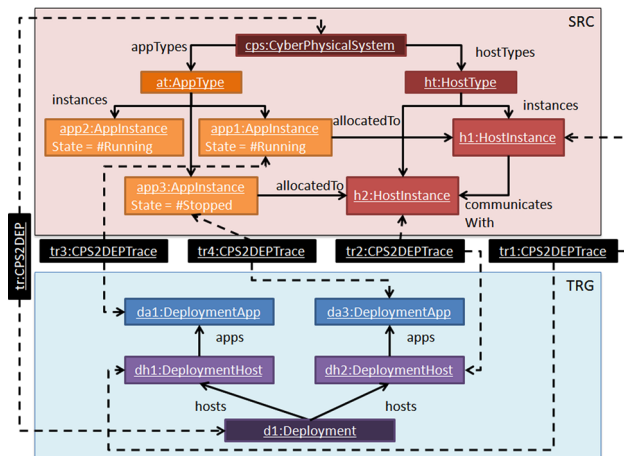 SRC
cps:CyberPhysicalSystem
appTypes
hostTypes
at:AppType
ht:HostType
instances
instances
app2:AppInstance
State = #Running
app1:AppInstance
State = #Running
allocatedTo
h1:HostInstance
app3:AppInstance
State = #Stopped
allocatedTo
h2:HostInstance
communicates
With
tr:CPS2DEP
tr3:CPS2DEPTrace
tr4:CPS2DEPTrace
tr2:CPS2DEPTrace
tr1:CPS2DEPTrace
TRG
da1:DeploymentApp
da3:DeploymentApp
apps
apps
dh1:DeploymentHost
dh2:DeploymentHost
hosts
hosts
d1:Deployment